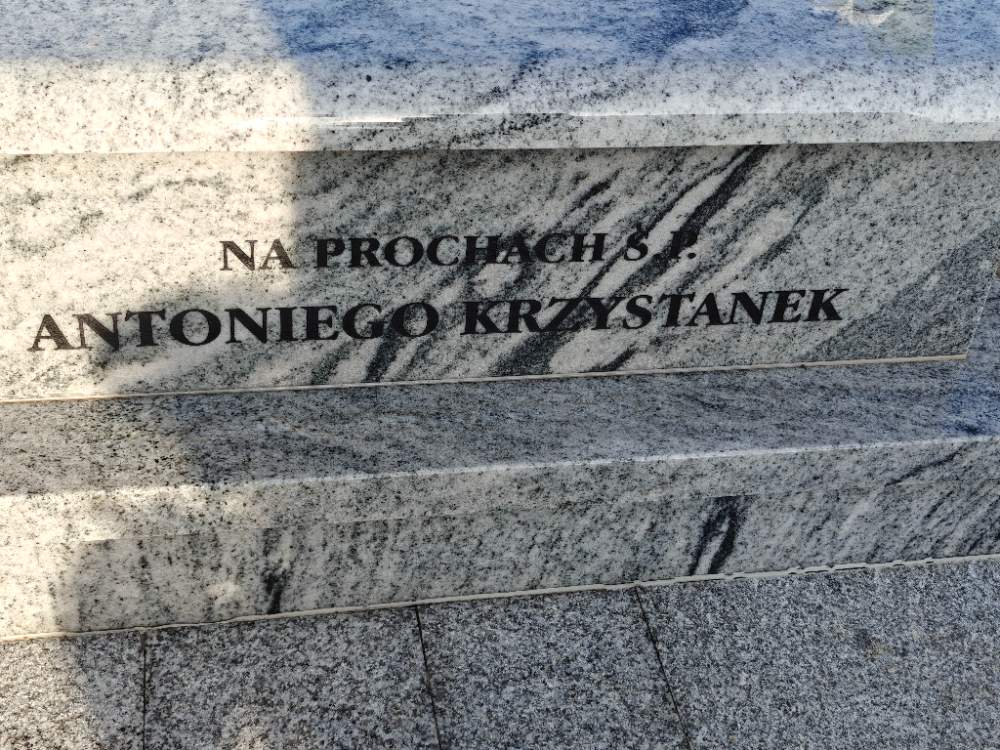 NA PROCHACH Ś.P.
ANTONIEGO KRZYSTANEK